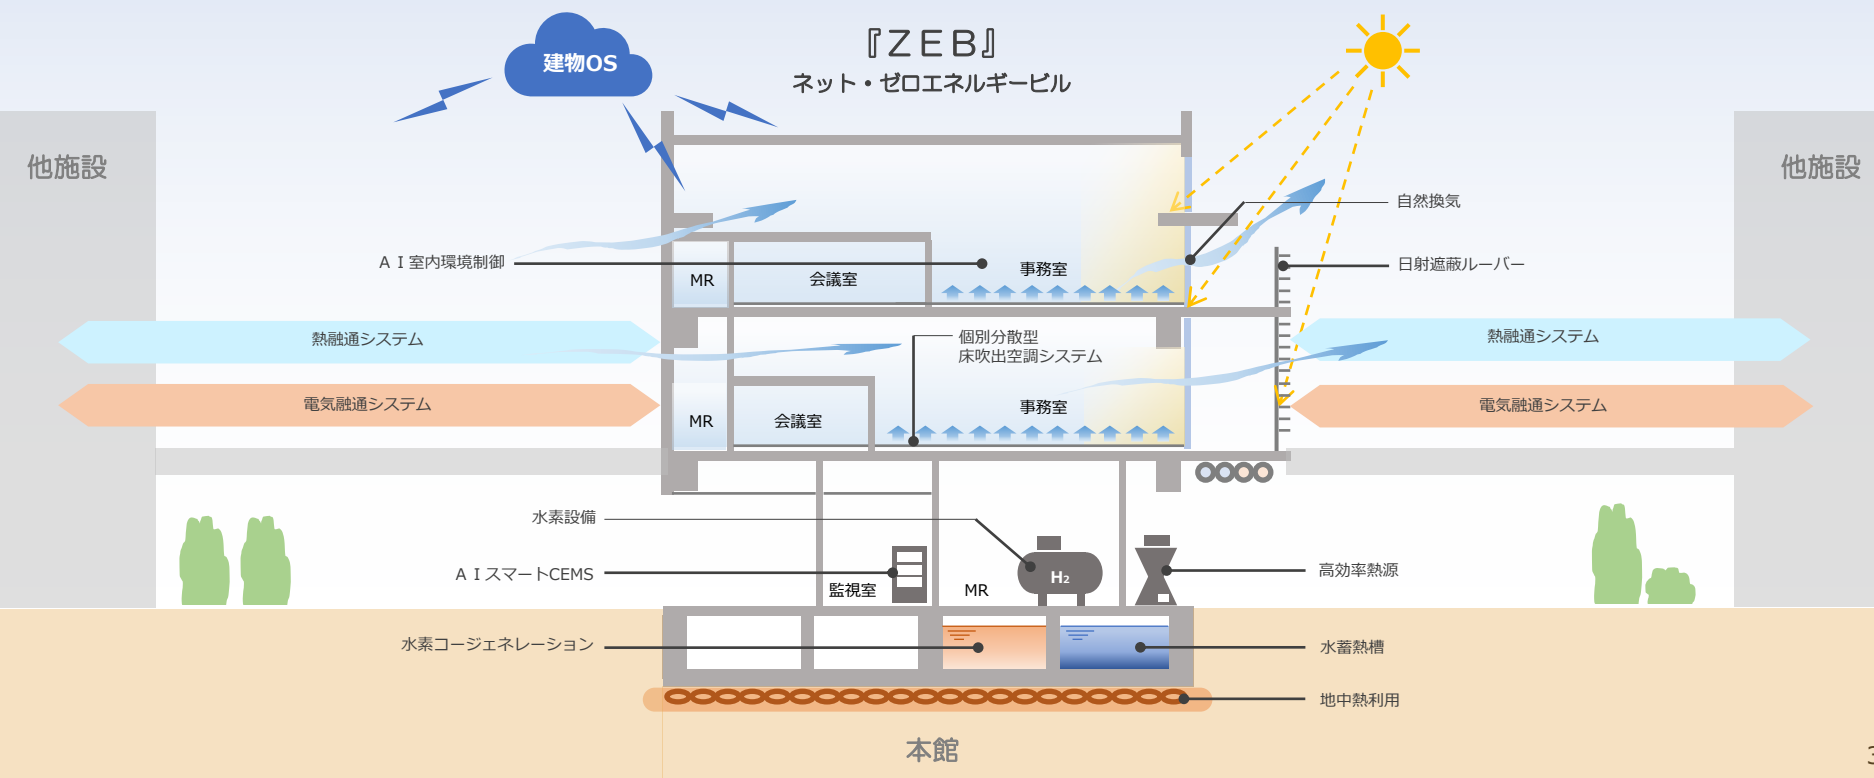 『ZEB』
ネット・ゼロエネルギービル
建物OS
他施設
他施設
自然換気
ＡＩ室内環境制御
日射遮蔽ルーバー
MR
会議室
事務室
熱融通システム
個別分散型
床吹出空調システム
熱融通システム
電気融通システム
MR
会議室
事務室
電気融通システム
水素設備
ＡＩスマートCEMS
監視室
MR
H₂
高効率熱源
水素コージェネレーション
水蓄熱槽
地中熱利用
本館